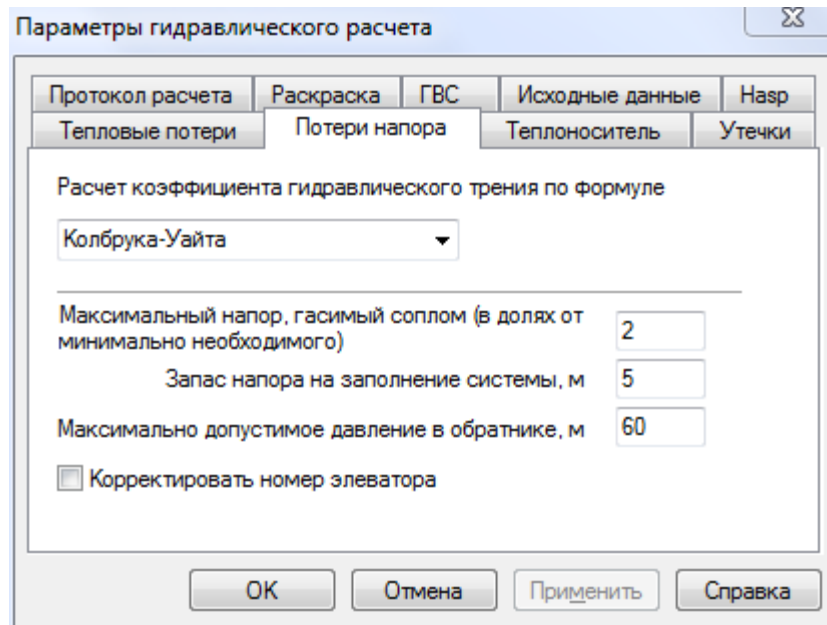 Параметры гидравлического расчета
Протокол расчета Раскраска ГВС Исходные данные Hasp
Тепловые потери Потери напора Теплоноситель Утечки
Расчет коэффициента гидравлического трения по формуле
Колбрука-Уайта
Максимальный напор, гасимый соплом (в долях от
минимально необходимого) 2
Запас напора на заполнение системы, м 5
Максимально допустимое давление в обратнике, м 60
Корректировать номер элеватора
ОК Отмена Применить Справка